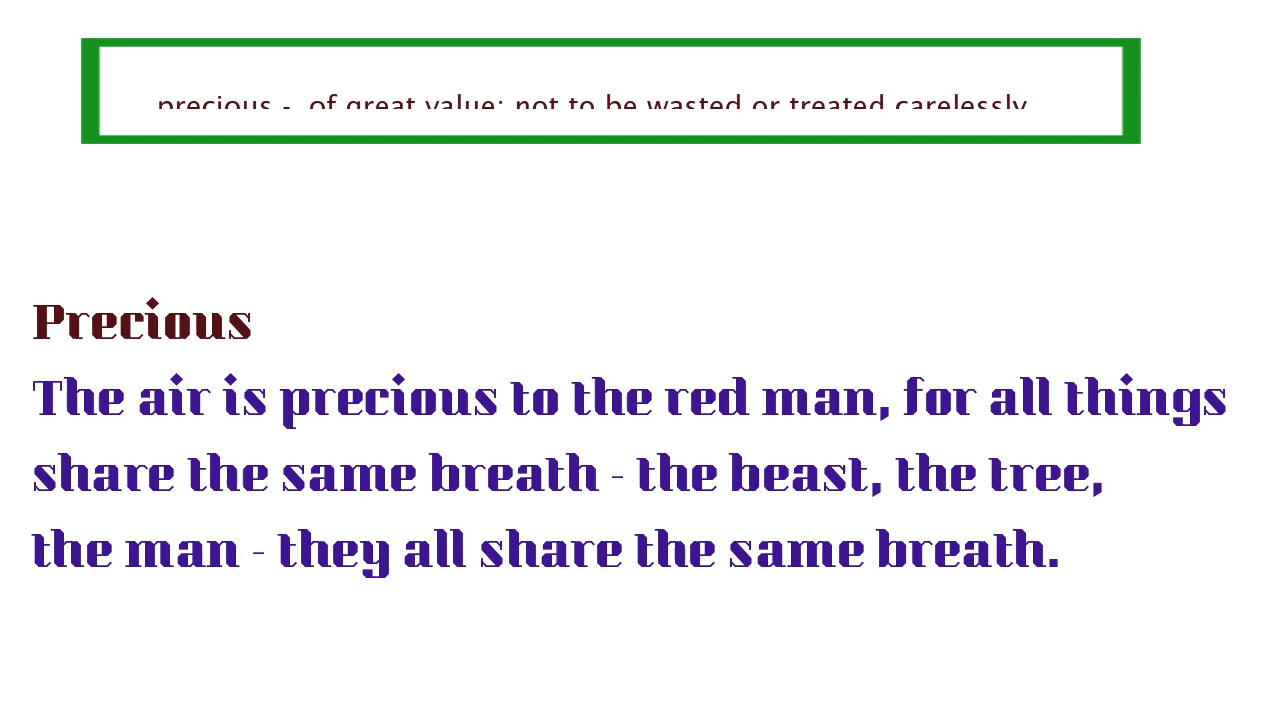 precious - of great value; not to be wasted or treated carelessly
Precious
The air is precious to the red man, for all things
share the same breath - the beast, the tree,
the man - they all share the same breath.